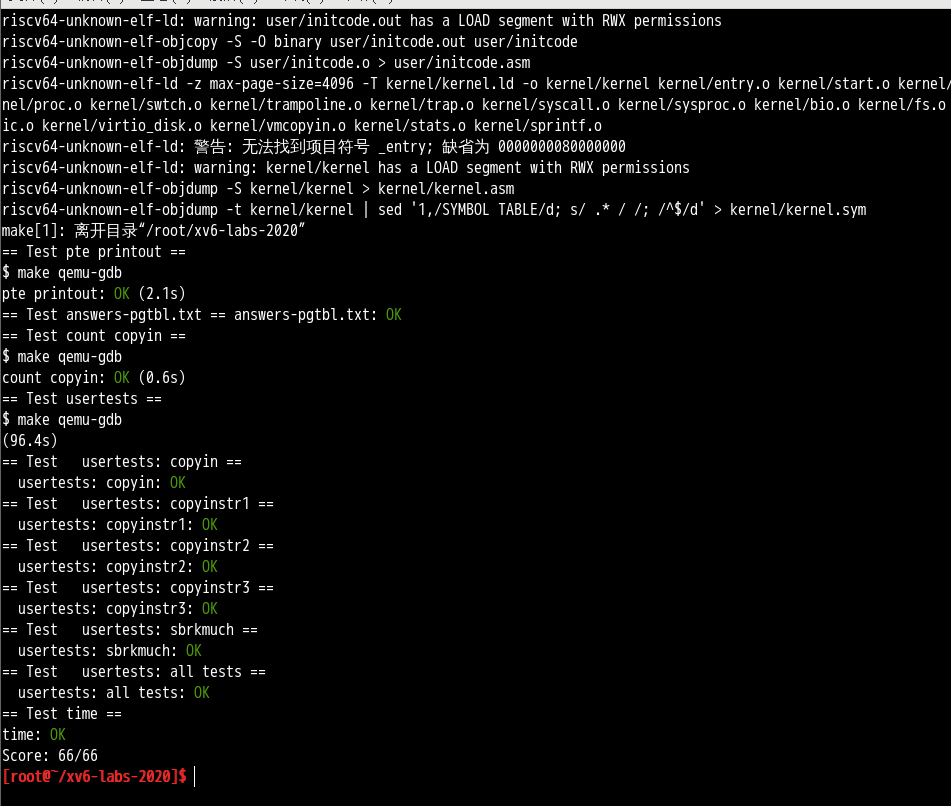 riscv64-unknown-elf-ld: warning: user/initcode.out has a LOAD segment with RWX permissions
riscv64-unknown-elf-objcopy -S -O binary user/initcode.out user/initcode
riscv64-unknown-elf-objdump -S user/initcode.o > user/initcode.asm
riscv64-unknown-elf-ld -z max-page-size=4096 -T kernel/kernel.ld -o kernel/kernel kernel/entry.o kernel/start.o kernel/
nel/proc.o kernel/swtch.o kernel/trampoline.o kernel/trap.o kernel/syscall.o kernel/sysproc.o kernel/bio.o kernel/fs.o
ic.o kernel/virtio_disk.o kernel/vmcopyin.o kernel/stats.o kernel/sprintf.o
riscv64-unknown-elf-ld: 警告: 无法找到项目符号 _entry; 缺省为 0000000080000000
riscv64-unknown-elf-ld: warning: kernel/kernel has a LOAD segment with RWX permissions
riscv64-unknown-elf-objdump -S kernel/kernel > kernel/kernel.asm
riscv64-unknown-elf-objdump -t kernel/kernel | sed '1,/SYMBOL TABLE/d; s/ .* / /; /^$/d' > kernel/kernel.sym
make[1]: 离开目录“/root/xv6-labs-2020”
== Test pte printout ==
$ make qemu-gdb
pte printout: OK (2.1s)
== Test answers-pgtbl.txt == answers-pgtbl.txt: OK
== Test count copyin ==
$ make qemu-gdb
count copyin: OK (0.6s)
== Test usertests ==
$ make qemu-gdb
(96.4s)
== Test   usertests: copyin ==
  usertests: copyin: OK
== Test   usertests: copyinstr1 ==
  usertests: copyinstr1: OK
== Test   usertests: copyinstr2 ==
  usertests: copyinstr2: OK
== Test   usertests: copyinstr3 ==
  usertests: copyinstr3: OK
== Test   usertests: sbrkmuch ==
  usertests: sbrkmuch: OK
== Test   usertests: all tests ==
  usertests: all tests: OK
== Test time ==
time: OK
Score: 66/66
[root@~/xv6-labs-2020]$